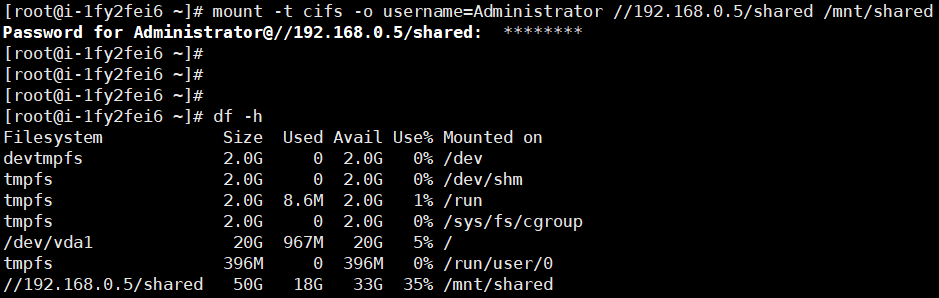 [root@i-1fy2fei6 ~]# mount -t cifs -o username=Administrator //192.168.0.5/shared /mnt/shared
Password for Administrator@//192.168.0.5/shared:  ********
[root@i-1fy2fei6 ~]#
[root@i-1fy2fei6 ~]#
[root@i-1fy2fei6 ~]#
[root@i-1fy2fei6 ~]# df -h
Filesystem            Size  Used Avail Use% Mounted on
devtmpfs              2.0G     0  2.0G   0% /dev
tmpfs                 2.0G     0  2.0G   0% /dev/shm
tmpfs                 2.0G  8.6M  2.0G   1% /run
tmpfs                 2.0G     0  2.0G   0% /sys/fs/cgroup
/dev/vda1              20G  967M   20G   5% /
tmpfs                 396M     0  396M   0% /run/user/0
//192.168.0.5/shared   50G   18G   33G  35% /mnt/shared